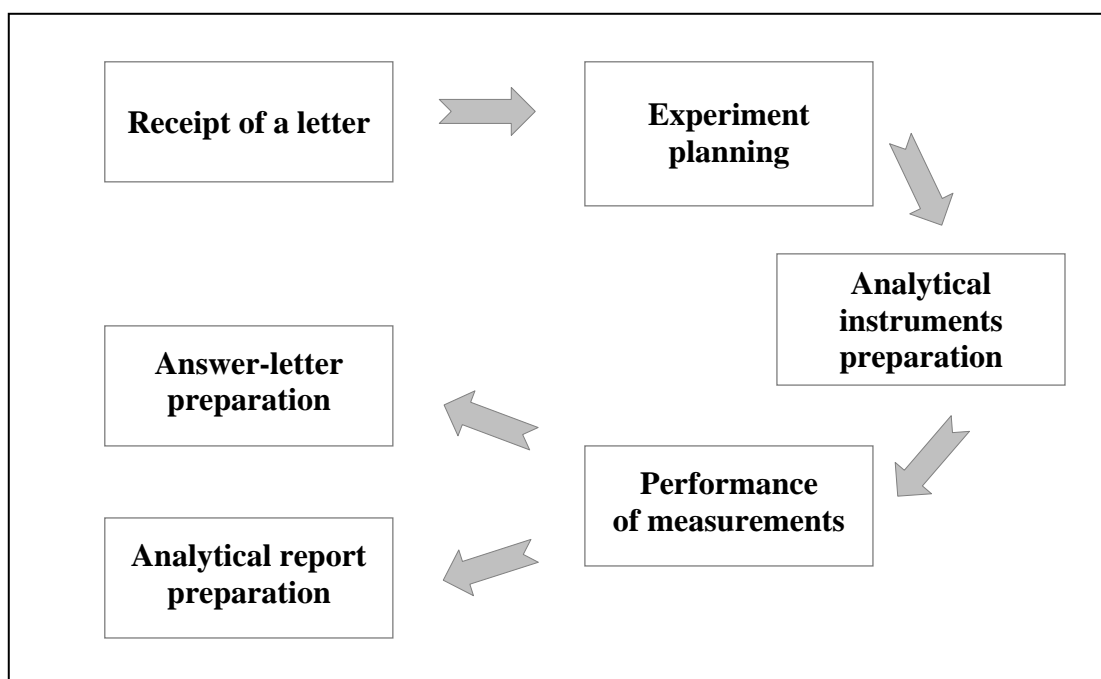 Receipt of a letter
Experiment
planning
Analytical
instruments
preparation
Performance
of measurements
Answer-letter
preparation
Analytical report
preparation